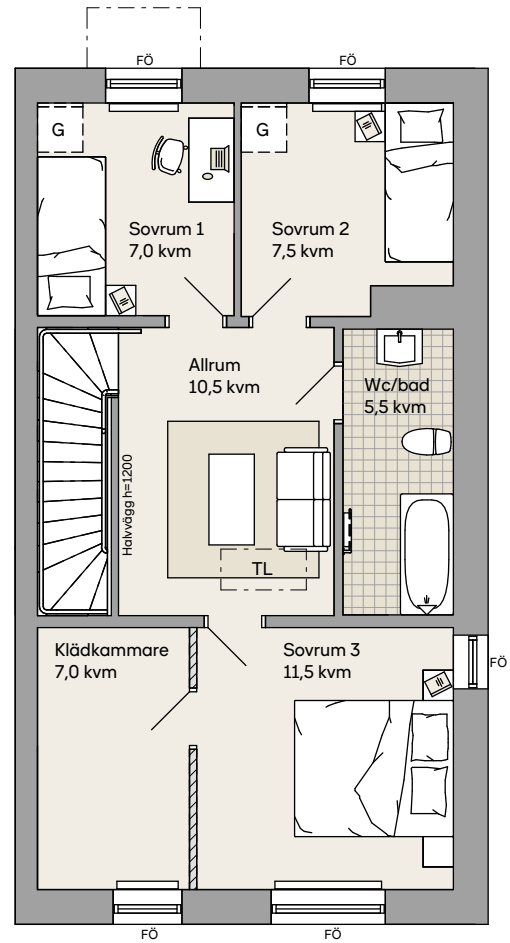 FÖ
FÖ
G
G
Sovrum 1
7,0 kvm
Sovrum 2
7,5 kvm
Allrum
10,5 kvm
Wc/bad
5,5 kvm
Halvvägg h=1200
TL
Klädkammare
7,0 kvm
Sovrum 3
11,5 kvm
FÖ
FÖ
FÖ